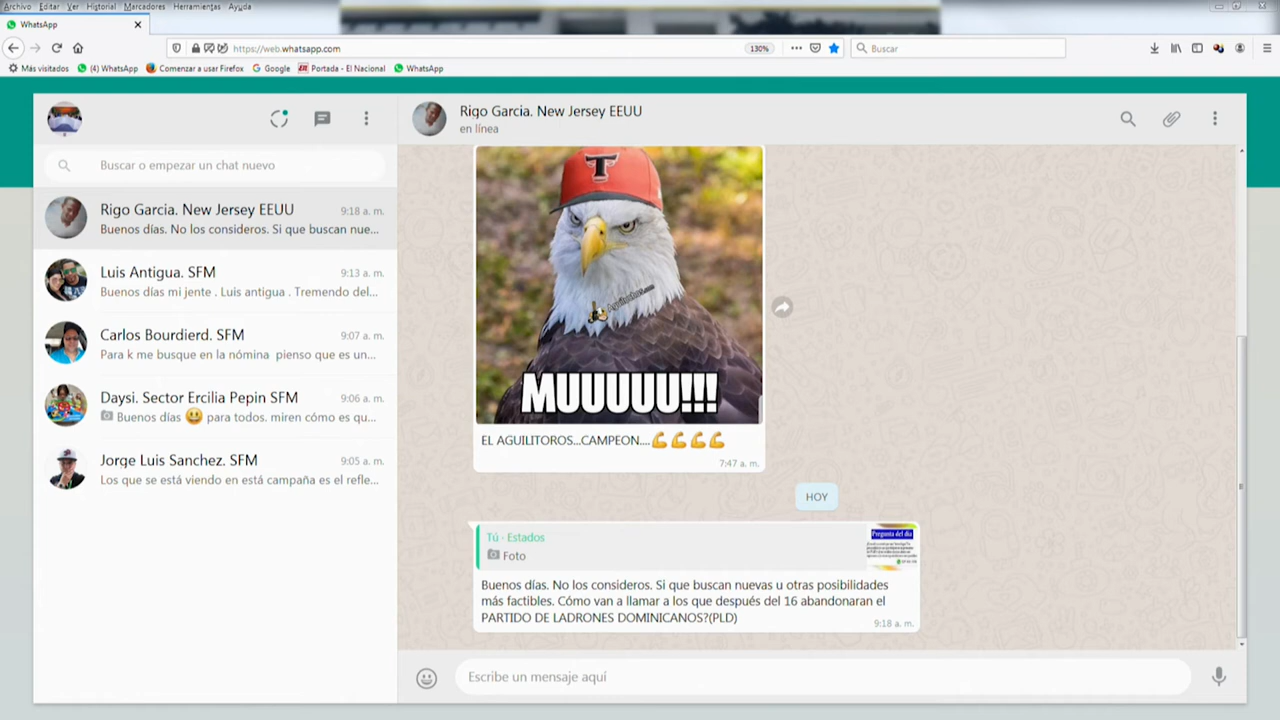 Archivo Editar Ver Historial Marcadores Herramientas Ayuda
WhatsApp
https://web.whatsapp.com
130%
Buscar
Más visitados (4) WhatsApp Comenzar a usar Firefox Google Portada - El Nacional WhatsApp
Rigo Garcia. New Jersey EEUU
en línea
Buscar o empezar un chat nuevo
Rigo Garcia. New Jersey EEUU 9:18 a. m.
Buenos días. No los consideros. Si que buscan nue...
Luis Antigua. SFM 9:13 a. m.
Buenos días mi jente . Luis antigua . Tremendo del...
Carlos Bourdierd. SFM 9:07 a. m.
Para k me busque en la nómina pienso que es un...
Daysi. Sector Ercilia Pepin SFM 9:06 a. m.
Buenos días 😃 para todos. miren cómo es qu...
Jorge Luis Sanchez. SFM 9:05 a. m.
Los que se está viendo en está campaña es el refle...
T
Aguilitoros.com
MUUUUU!!!
EL AGUILITOROS...CAMPEON....💪💪💪💪
7:47 a. m.
HOY
Tú · Estados
Foto
Pregunta del día
Buenos días. No los consideros. Si que buscan nuevas u otras posibilidades
más factibles. Cómo van a llamar a los que después del 16 abandonaran el
PARTIDO DE LADRONES DOMINICANOS?(PLD)
9:18 a. m.
Escribe un mensaje aquí